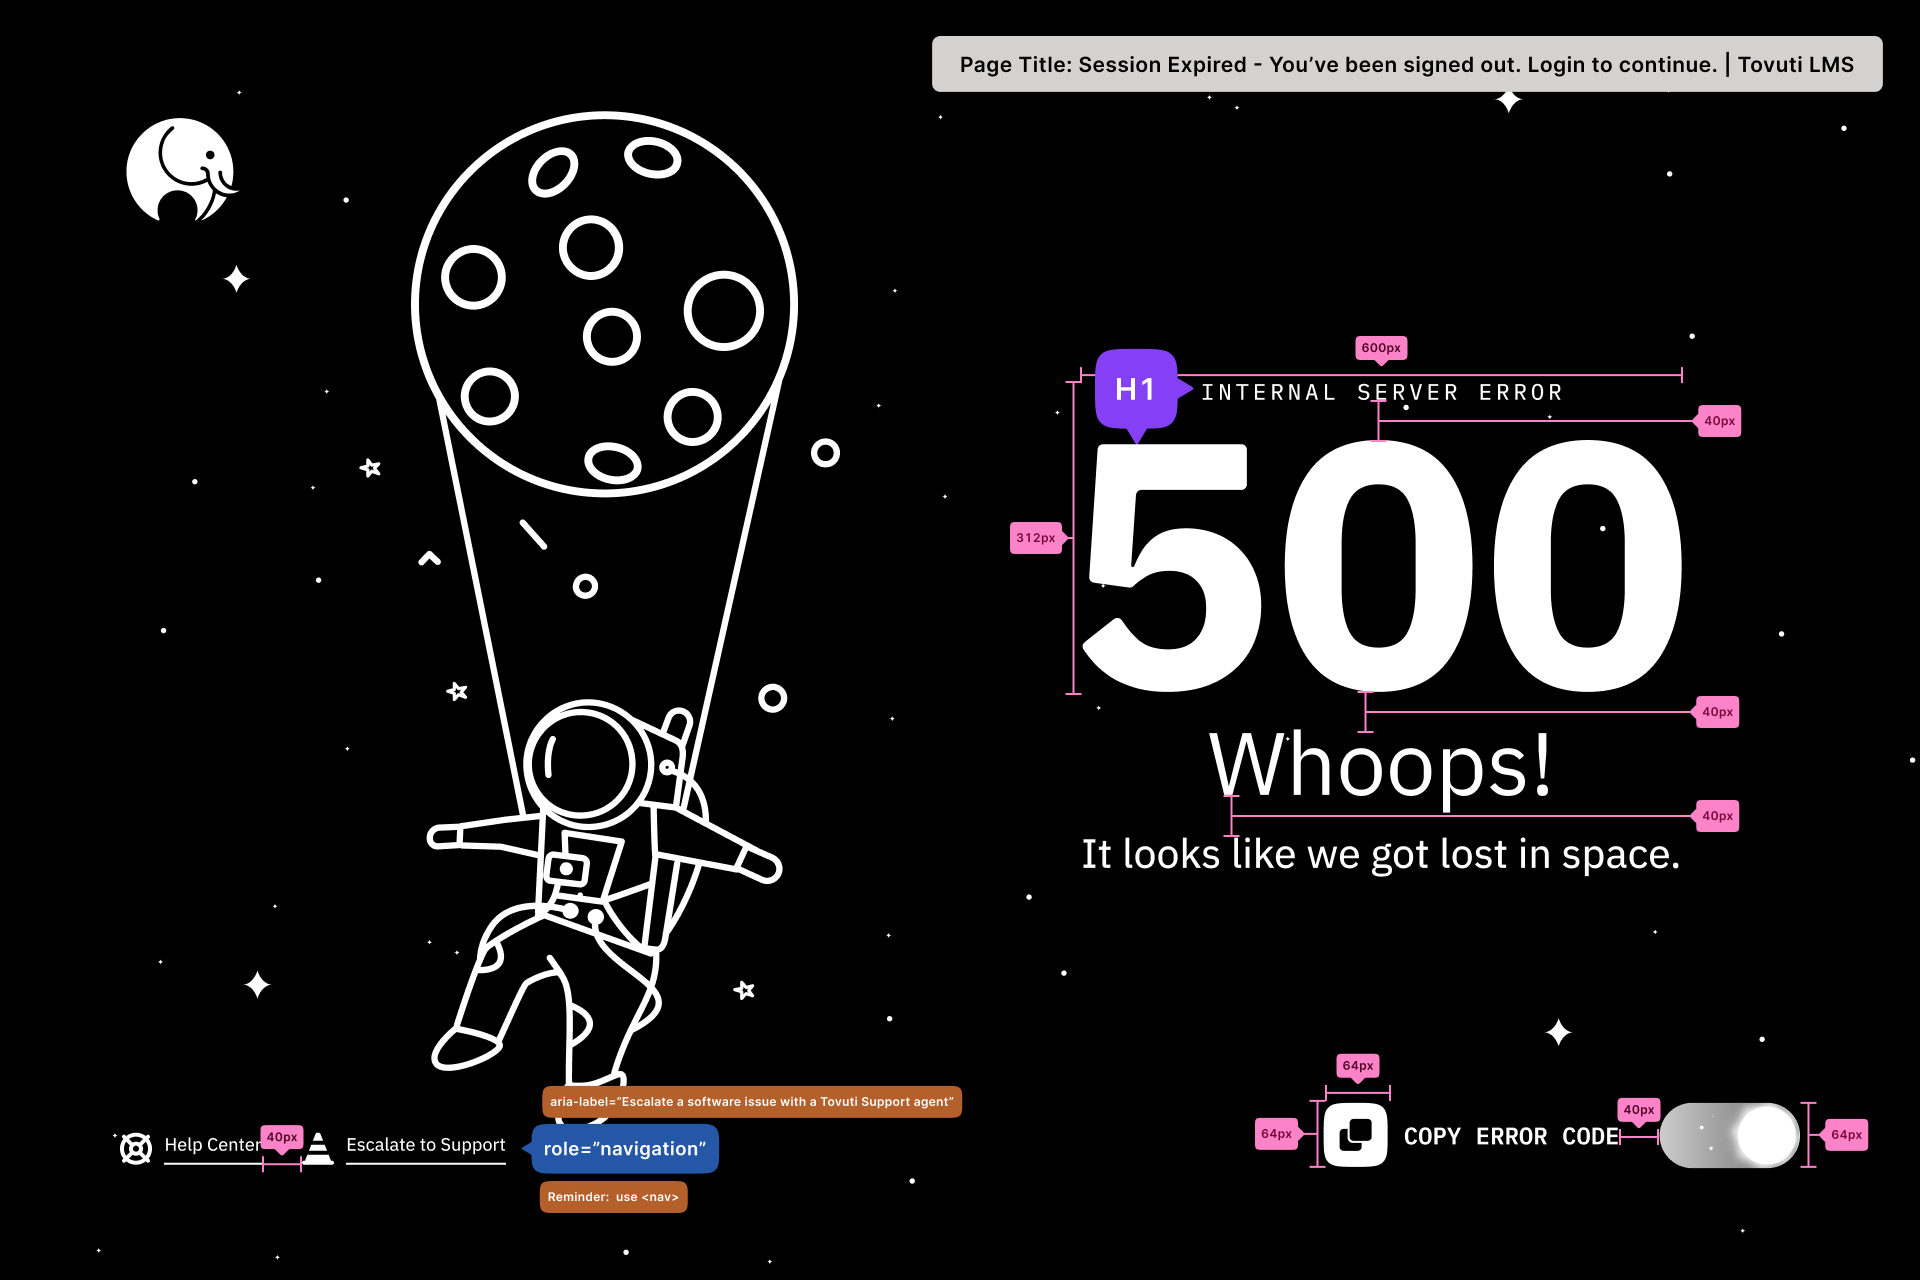 Page Title: Session Expired - You’ve been signed out. Login to continue. | Tovuti LMS
600px
H1
INTERNAL SERVER ERROR
40px
500
312px
40px
Whoops!
40px
It looks like we got lost in space.
64px
aria-label=”Escalate a software issue with a Tovuti Support agent”
Help Center
40px
Escalate to Support
role=”navigation”
64px
COPY ERROR CODE
40px
64px
Reminder: use <nav>